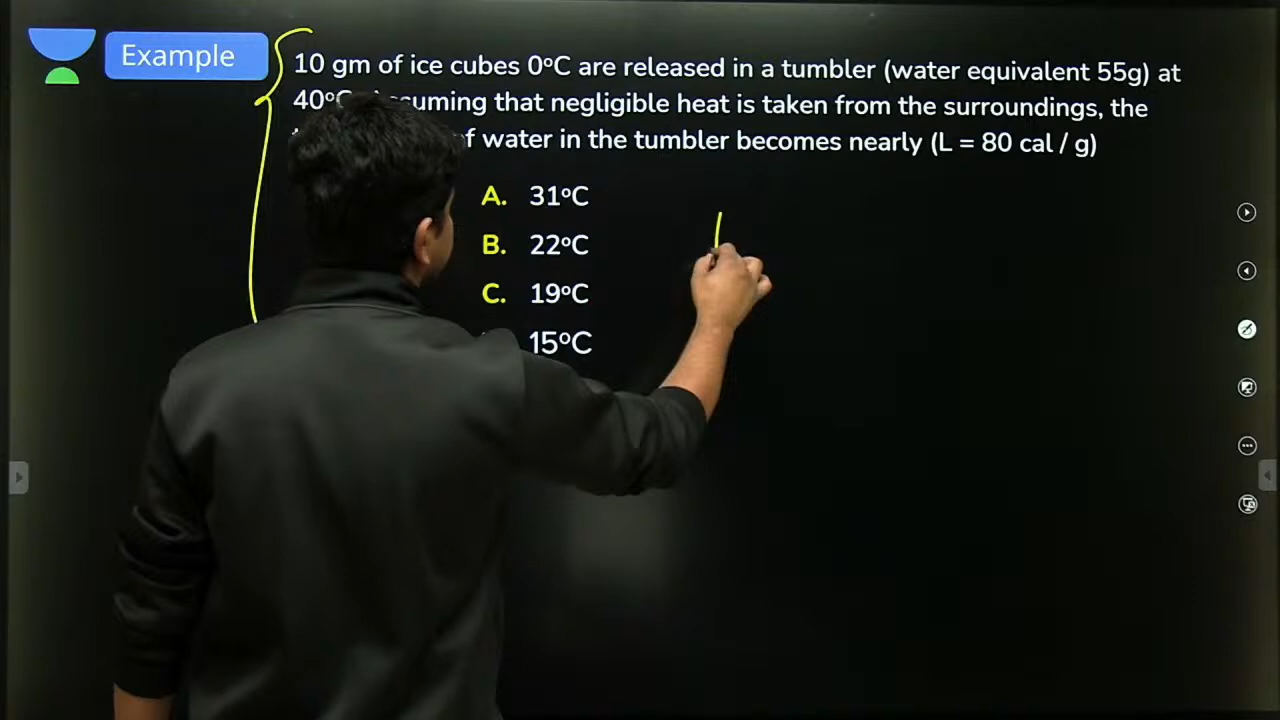 Example
10 gm of ice cubes 0°C are released in a tumbler (water equivalent 55g) at
40° suming that negligible heat is taken from the surroundings, the
f water in the tumbler becomes nearly (L = 80 cal / g)
A. 31°C
B. 22°C
C. 19°C
15°C